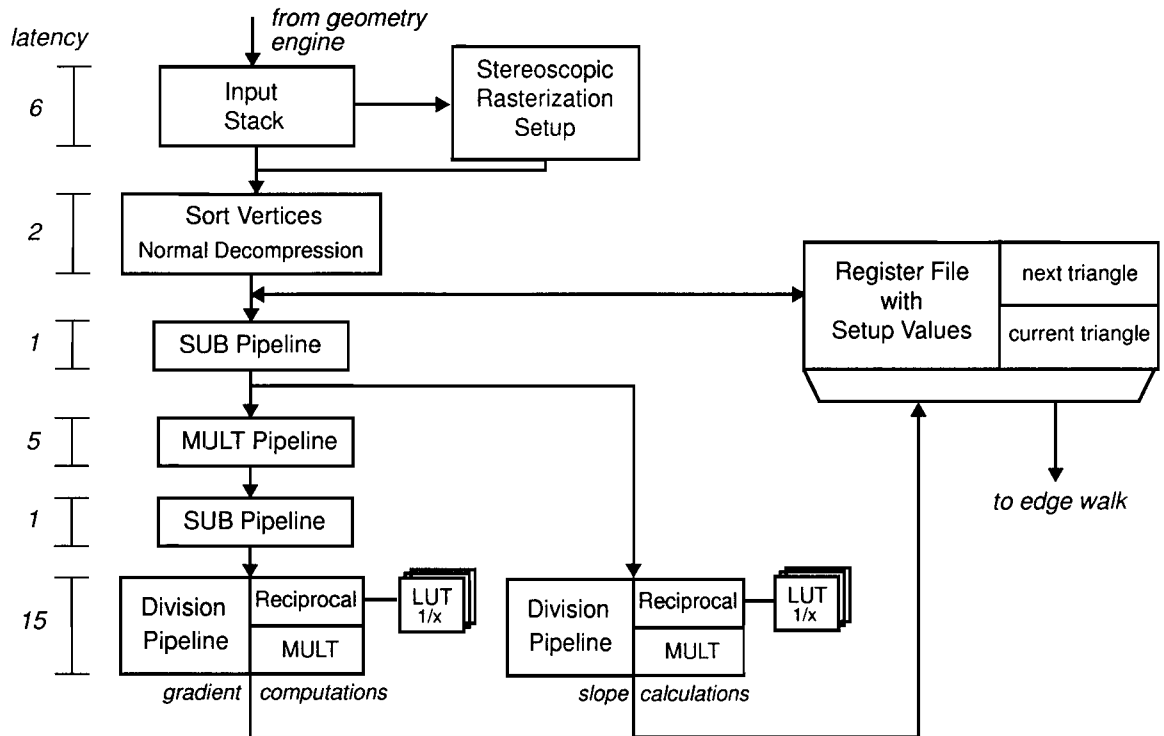 latency
from geometry
engine
6
Input
Stack
Stereoscopic
Rasterization
Setup
2
Sort Vertices
Normal Decompression
Register File
with
Setup Values
next triangle
current triangle
1
SUB Pipeline
5
MULT Pipeline
1
SUB Pipeline
to edge walk
15
Division
Pipeline
Reciprocal
MULT
LUT
1/x
Division
Pipeline
Reciprocal
MULT
LUT
1/x
gradient computations
slope calculations